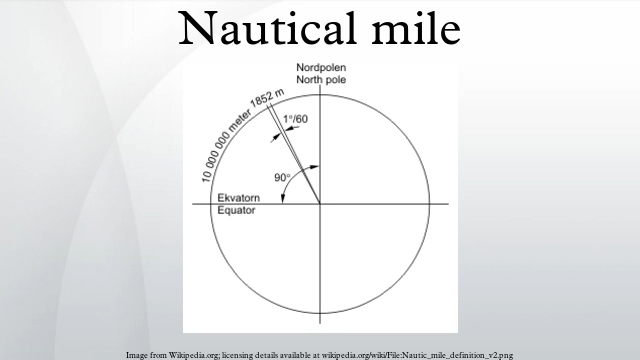 Nautical mile
Nordpolen
North pole
1852 m
10 000 000 meter
1°/60
90°
Ekvatorn
Equator
Image from Wikipedia.org; licensing details available at wikipedia.org/wiki/File:Nautic_mile_definition_v2.png